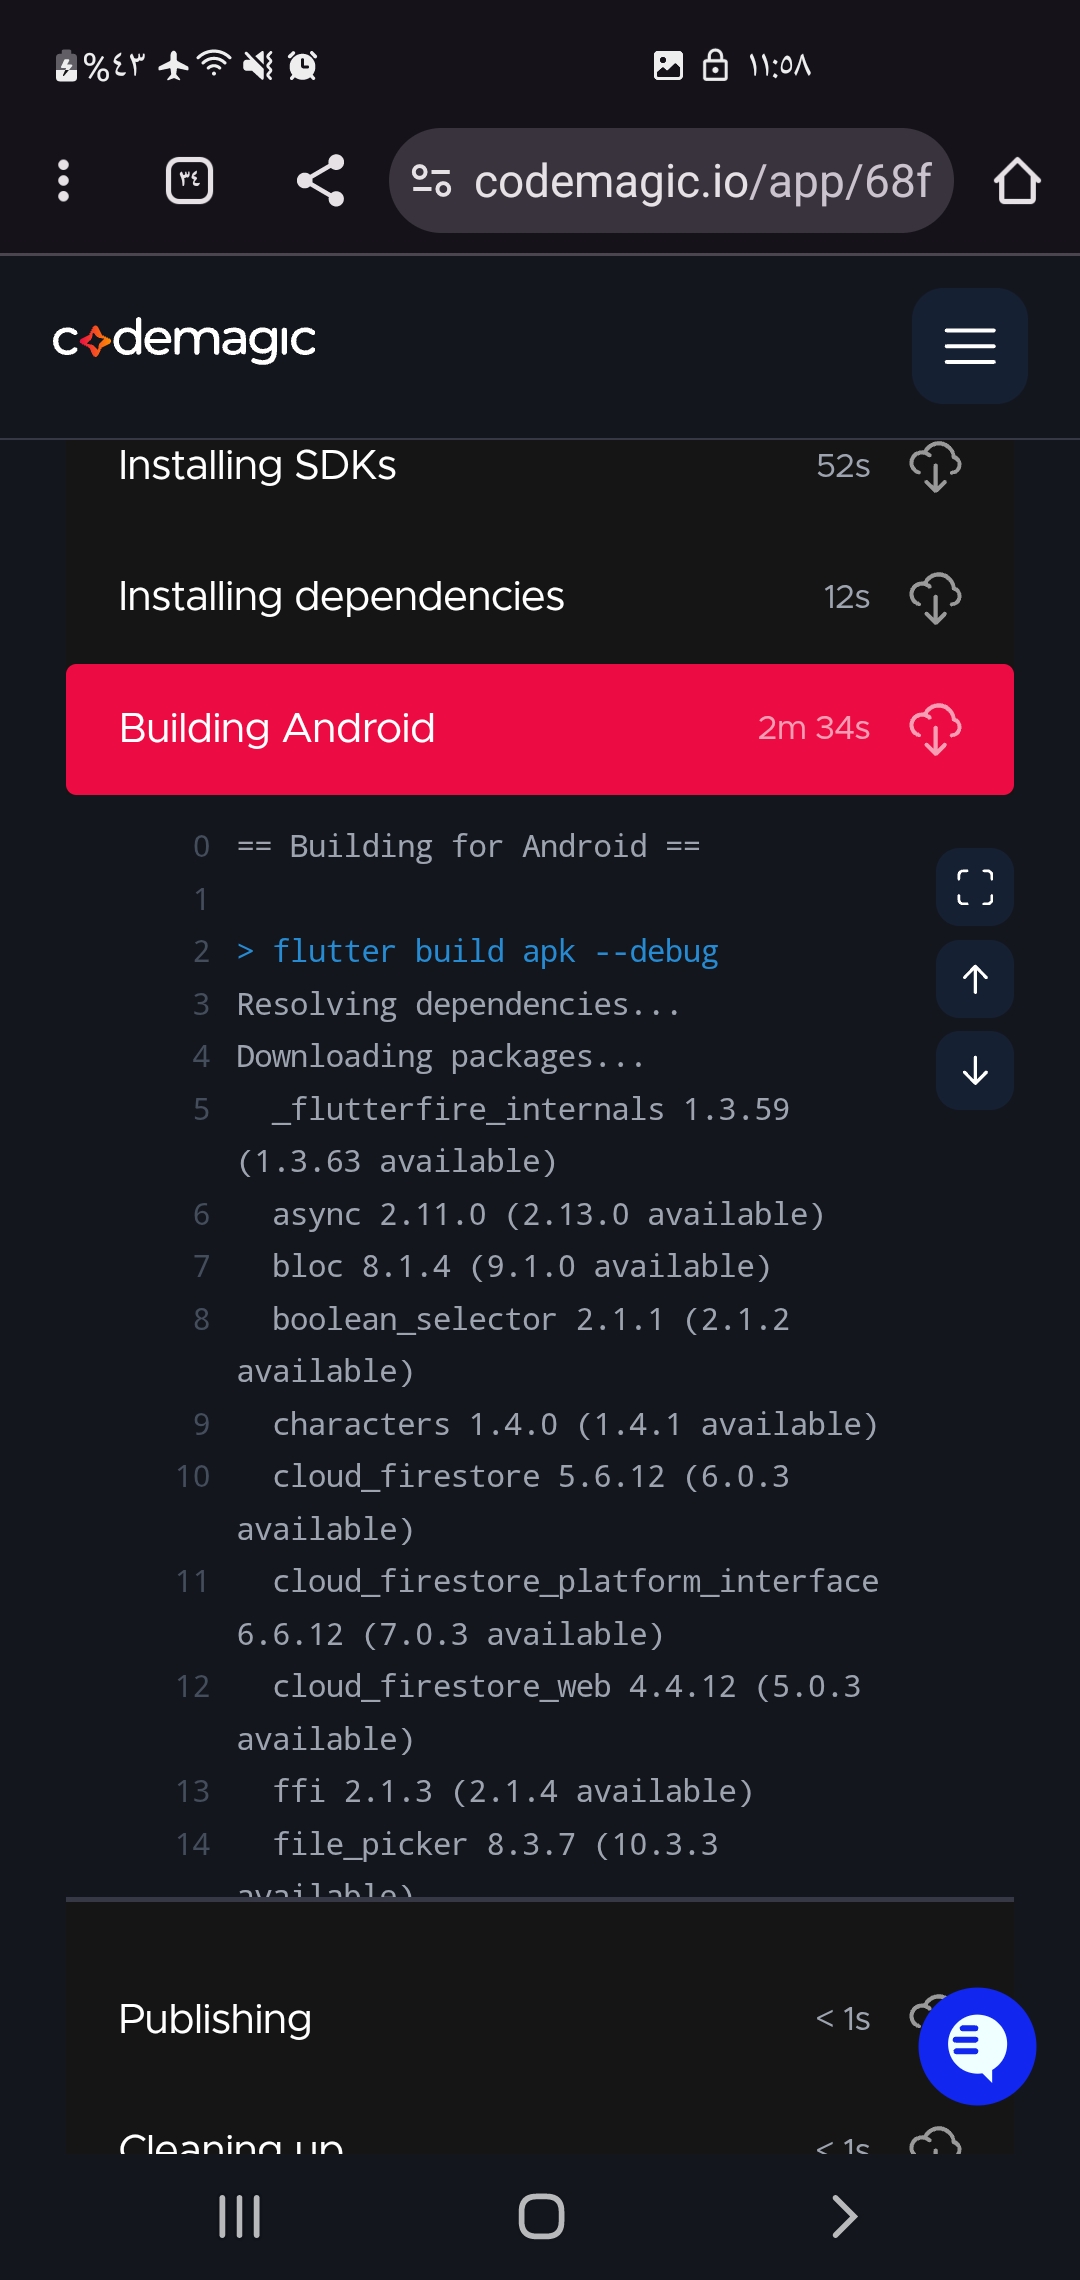 %٤٣
١١:٥٨
٣٤
codemagic.io/app/68f
codemagic
Installing SDKs 52s
Installing dependencies 12s
Building Android 2m 34s
0 == Building for Android ==
1
2 > flutter build apk --debug
3 Resolving dependencies...
4 Downloading packages...
5 _flutterfire_internals 1.3.59
(1.3.63 available)
6 async 2.11.0 (2.13.0 available)
7 bloc 8.1.4 (9.1.0 available)
8 boolean_selector 2.1.1 (2.1.2
available)
9 characters 1.4.0 (1.4.1 available)
10 cloud_firestore 5.6.12 (6.0.3
available)
11 cloud_firestore_platform_interface
6.6.12 (7.0.3 available)
12 cloud_firestore_web 4.4.12 (5.0.3
available)
13 ffi 2.1.3 (2.1.4 available)
14 file_picker 8.3.7 (10.3.3
available)
Publishing < 1s
Cleaning up < 1s